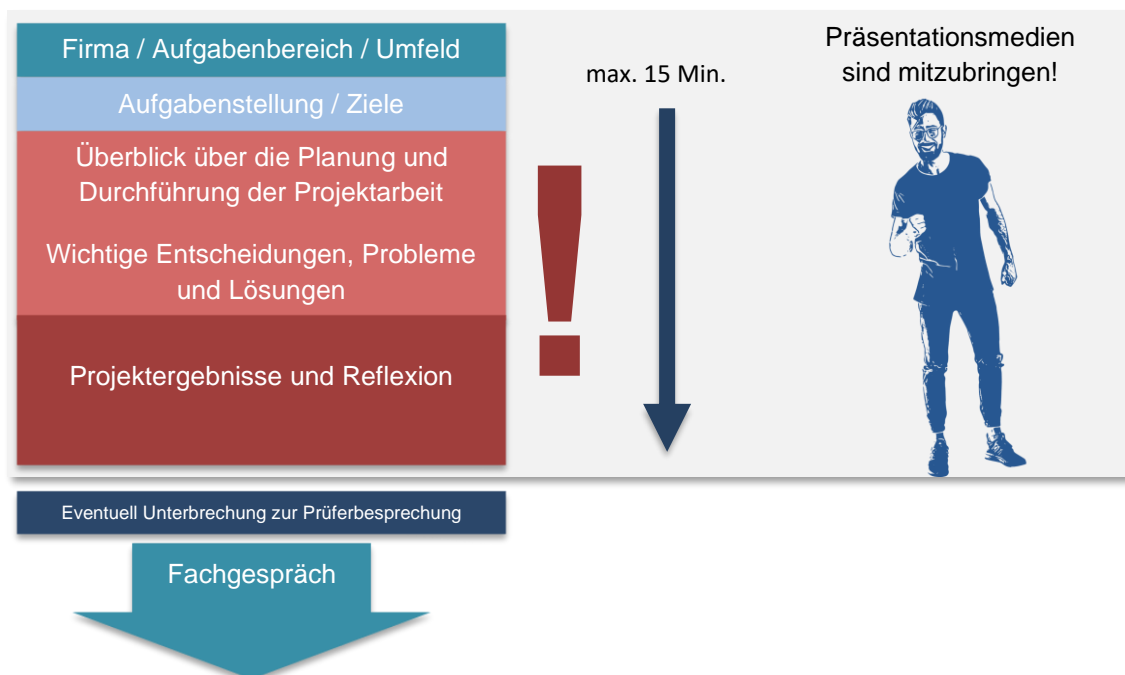 Firma / Aufgabenbereich / Umfeld
Aufgabenstellung / Ziele
Überblick über die Planung und
Durchführung der Projektarbeit
Wichtige Entscheidungen, Probleme
und Lösungen
Projektergebnisse und Reflexion
!
max. 15 Min.
Präsentationsmedien
sind mitzubringen!
Eventuell Unterbrechung zur Prüferbesprechung
Fachgespräch